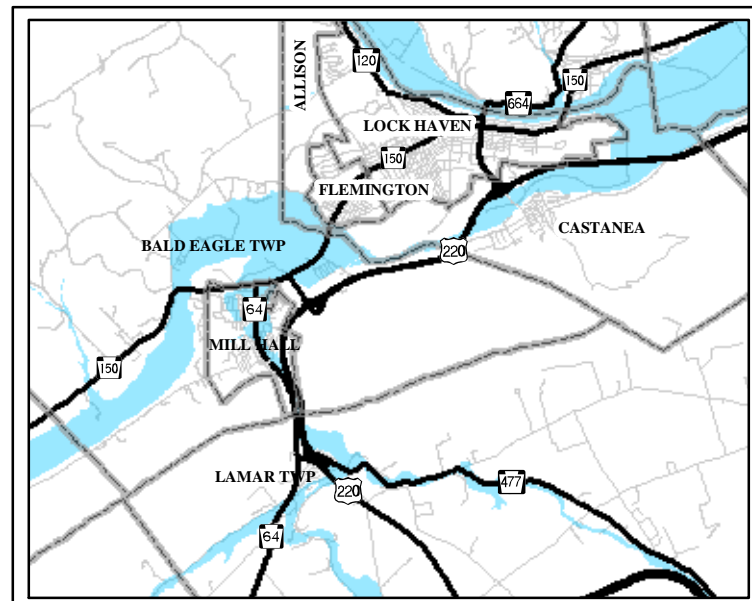 120
ALLISON
150
664
LOCK HAVEN
150
FLEMINGTON
CASTANEA
BALD EAGLE TWP
220
64
MILL HALL
150
LAMAR TWP
477
220
64